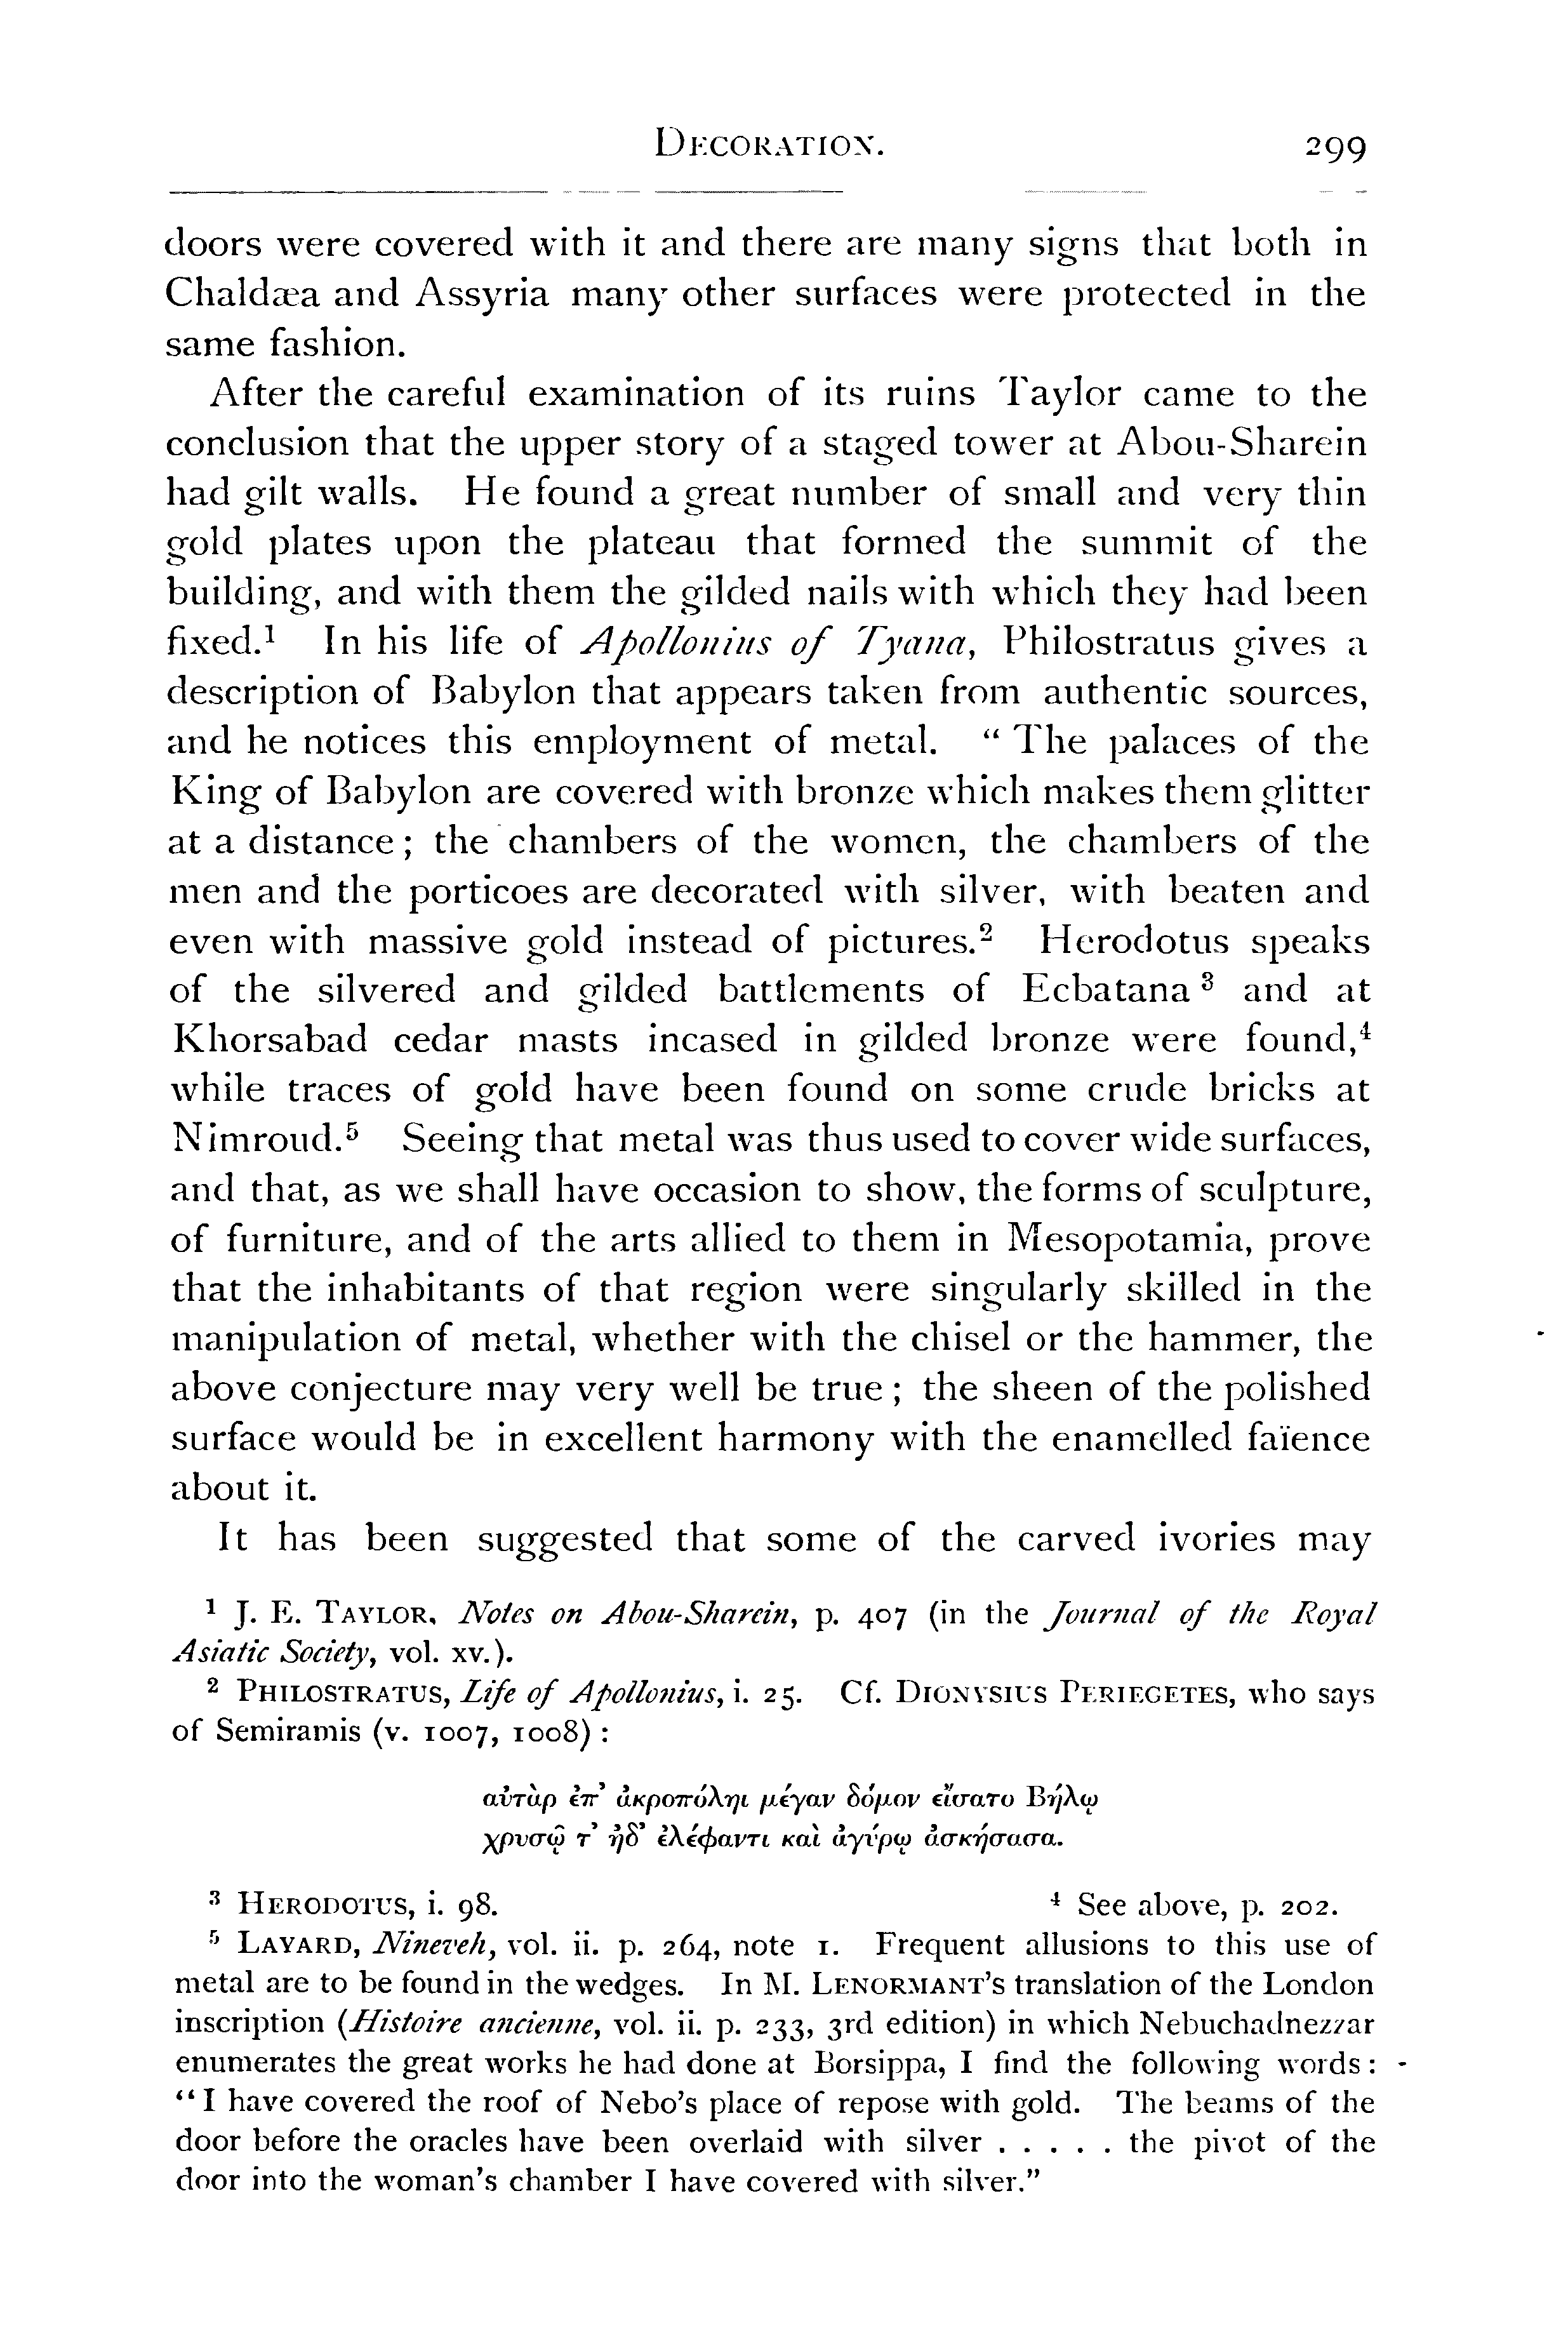 DECORATION. 299
doors were covered with it and there are many signs that both in
Chaldæa and Assyria many other surfaces were protected in the
same fashion.
After the careful examination of its ruins Taylor came to the
conclusion that the upper story of a staged tower at Abou-Sharein
had gilt walls. He found a great number of small and very thin
gold plates upon the plateau that formed the summit of the
building, and with them the gilded nails with which they had been
fixed.¹ In his life of Apollonius of Tyana, Philostratus gives a
description of Babylon that appears taken from authentic sources,
and he notices this employment of metal. “ The palaces of the
King of Babylon are covered with bronze which makes them glitter
at a distance ; the chambers of the women, the chambers of the
men and the porticoes are decorated with silver, with beaten and
even with massive gold instead of pictures.² Herodotus speaks
of the silvered and gilded battlements of Ecbatana ³ and at
Khorsabad cedar masts incased in gilded bronze were found,⁴
while traces of gold have been found on some crude bricks at
Nimroud.⁵ Seeing that metal was thus used to cover wide surfaces,
and that, as we shall have occasion to show, the forms of sculpture,
of furniture, and of the arts allied to them in Mesopotamia, prove
that the inhabitants of that region were singularly skilled in the
manipulation of metal, whether with the chisel or the hammer, the
above conjecture may very well be true ; the sheen of the polished
surface would be in excellent harmony with the enamelled faïence
about it.
It has been suggested that some of the carved ivories may
¹ J. E. TAYLOR, Notes on Abou-Sharein, p. 407 (in the Journal of the Royal
Asiatic Society, vol. xv.).
² PHILOSTRATUS, Life of Apollonius, i. 25. Cf. DIONYSIUS PERIEGETES, who says
of Semiramis (v. 1007, 1008) :
αὐτὰρ ἐπ’ ἀκροπόληι μέγαν δόμον εἵσατο Βήλῳ
χρυσῷ τ’ ἠδ’ ἐλέφαντι καὶ ἀγύρῳ ἀσκήσασα.
³ HERODOTUS, i. 98. ⁴ See above, p. 202.
⁵ LAYARD, Nineveh, vol. ii. p. 264, note 1. Frequent allusions to this use of
metal are to be found in the wedges. In M. LENORMANT’S translation of the London
inscription (Histoire ancienne, vol. ii. p. 233, 3rd edition) in which Nebuchadnezzar
enumerates the great works he had done at Borsippa, I find the following words :
“ I have covered the roof of Nebo’s place of repose with gold. The beams of the
door before the oracles have been overlaid with silver . . . . . the pivot of the
door into the woman’s chamber I have covered with silver.”